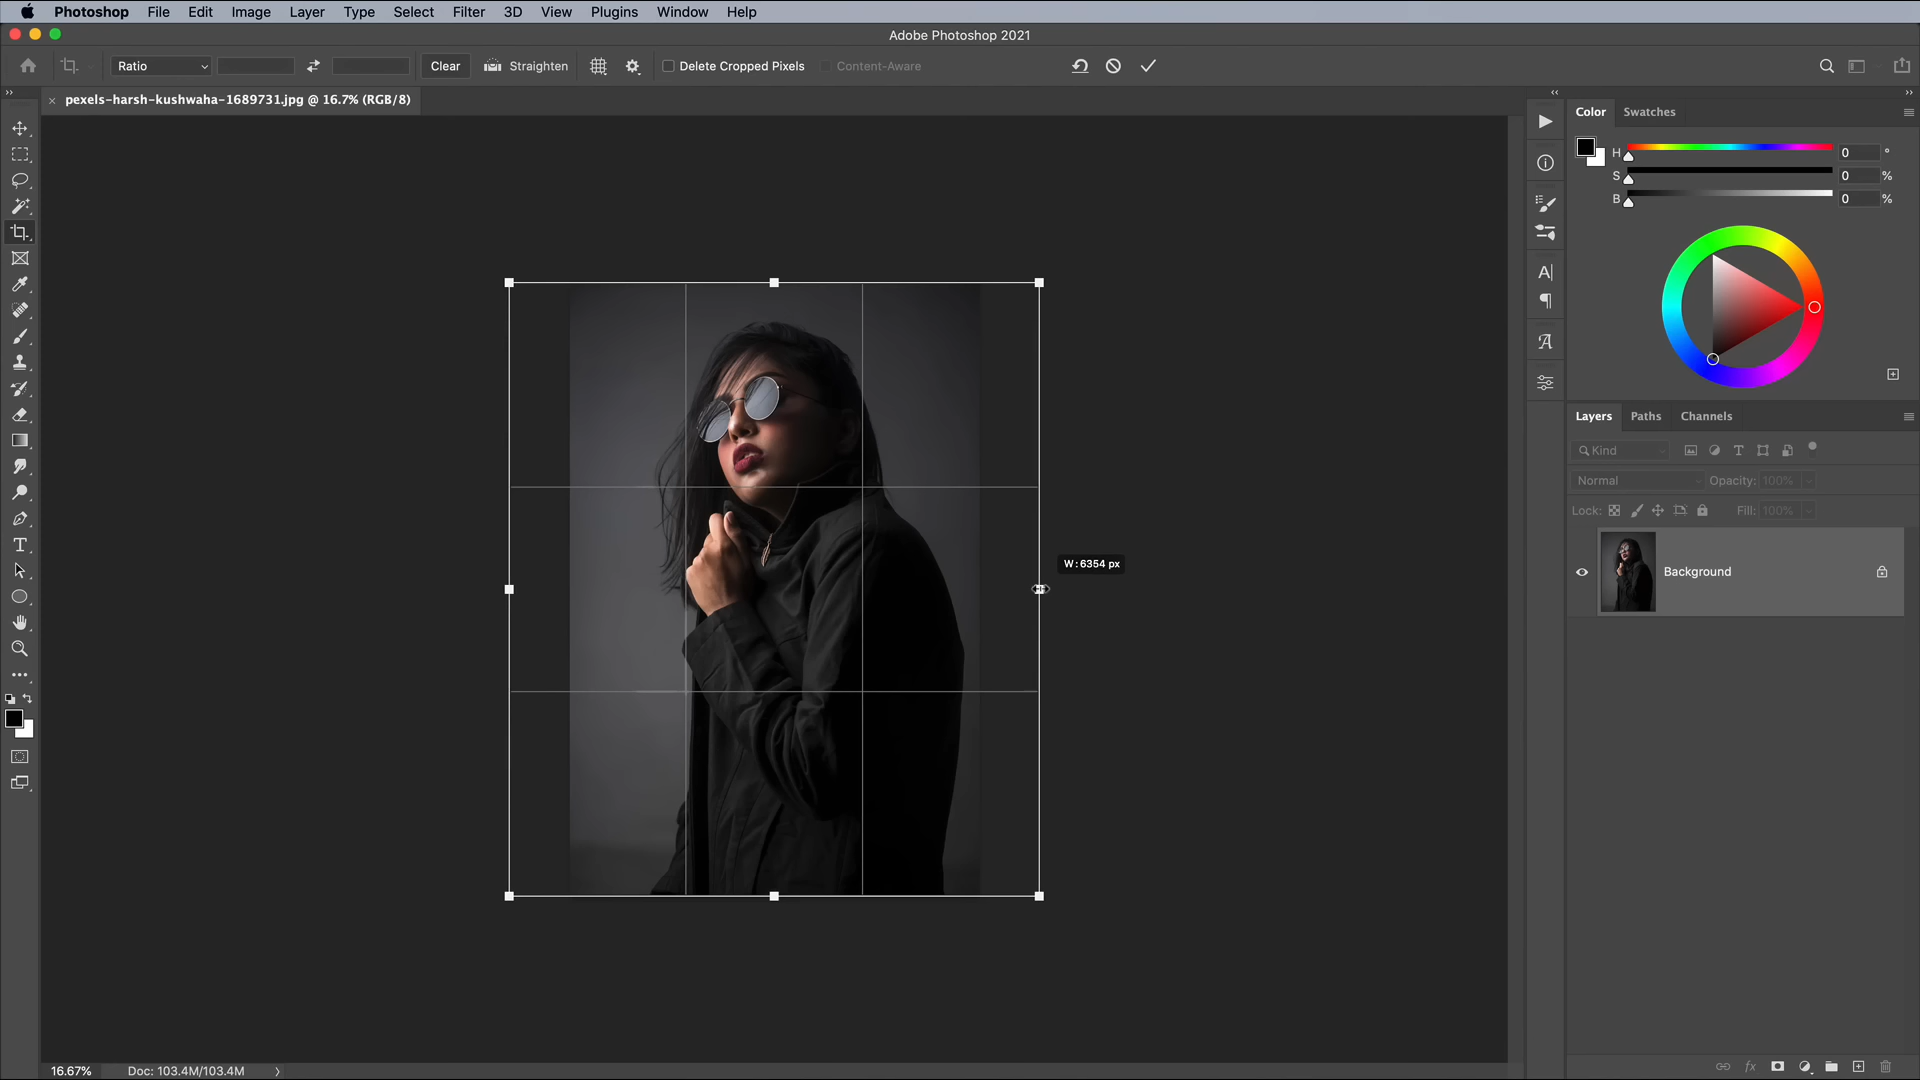 Photoshop File Edit Image Layer Type Select Filter 3D View Plugins Window Help
Adobe Photoshop 2021
Ratio Clear Straighten Delete Cropped Pixels Content-Aware
× pexels-harsh-kushwaha-1689731.jpg @ 16.7% (RGB/8)
Color Swatches
H 0 °
S 0 %
B 0 %
Layers Paths Channels
Kind
Normal Opacity: 100%
Lock: Fill: 100%
Background
W: 6354 px
16.67% Doc: 103.4M/103.4M